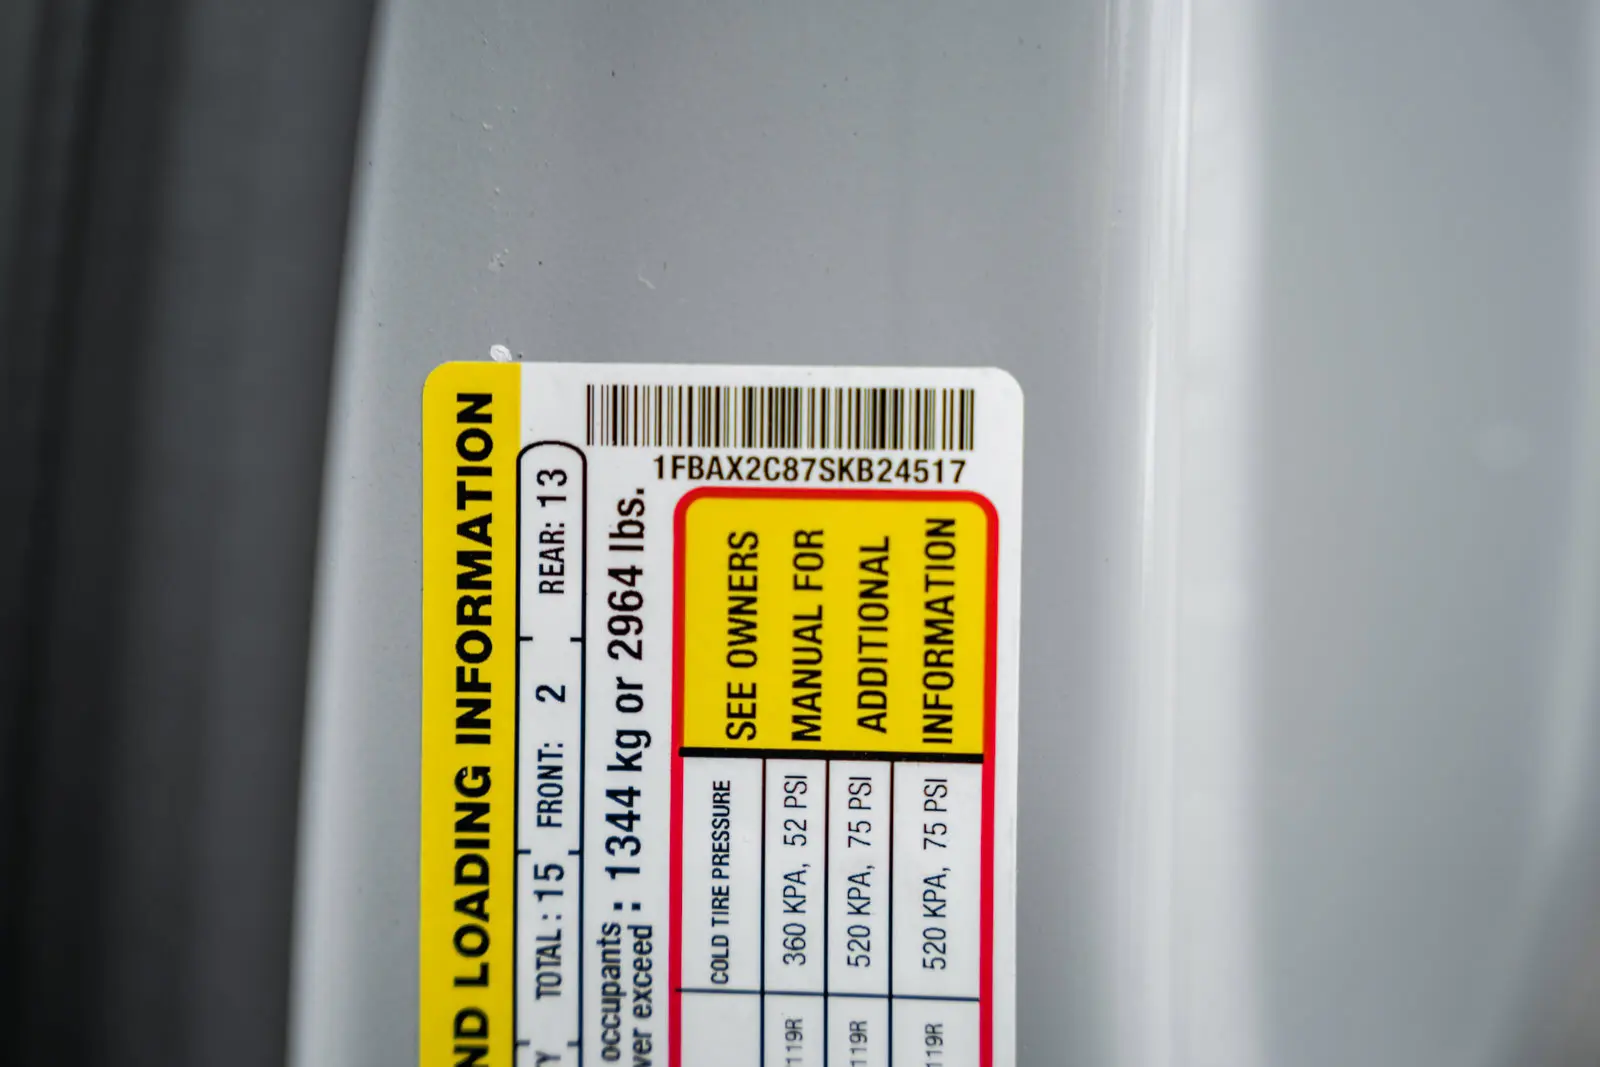 ND LOADING INFORMATION
Y TOTAL: 15 FRONT: 2 REAR: 13
occupants
ver exceed : 1344 kg or 2964 lbs.
1FBAX2C87SKB24517
COLD TIRE PRESSURE SEE OWNERS
119R 360 KPA, 52 PSI MANUAL FOR
119R 520 KPA, 75 PSI ADDITIONAL
119R 520 KPA, 75 PSI INFORMATION